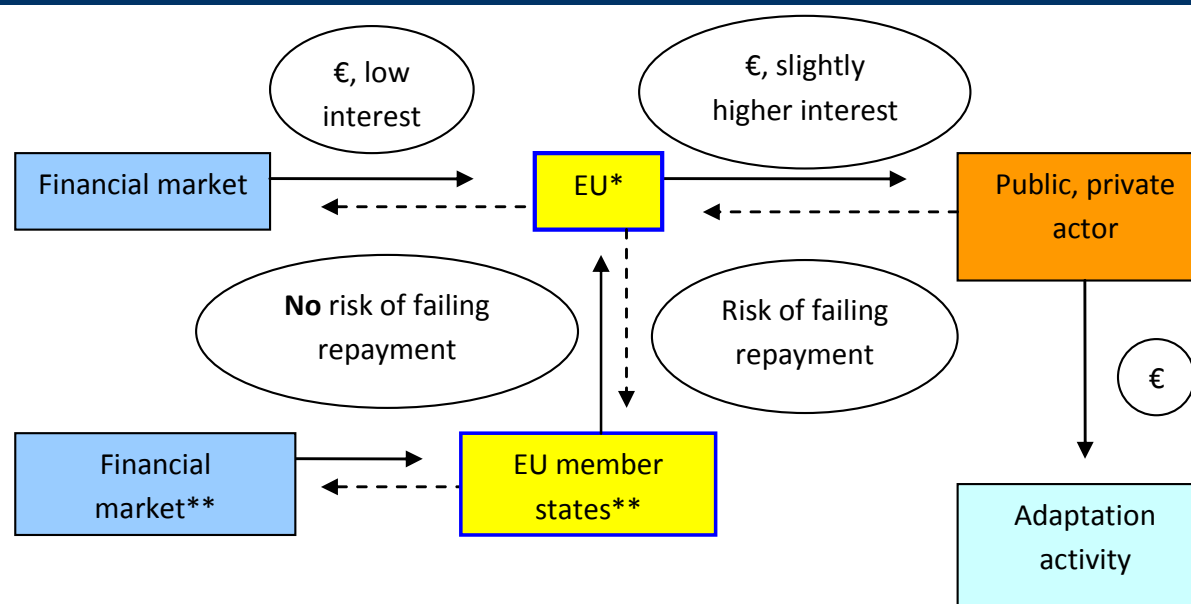 €, low
interest
€, slightly
higher interest
Financial market
EU*
Public, private
actor
No risk of failing
repayment
Risk of failing
repayment
€
Financial
market**
EU member
states**
Adaptation
activity